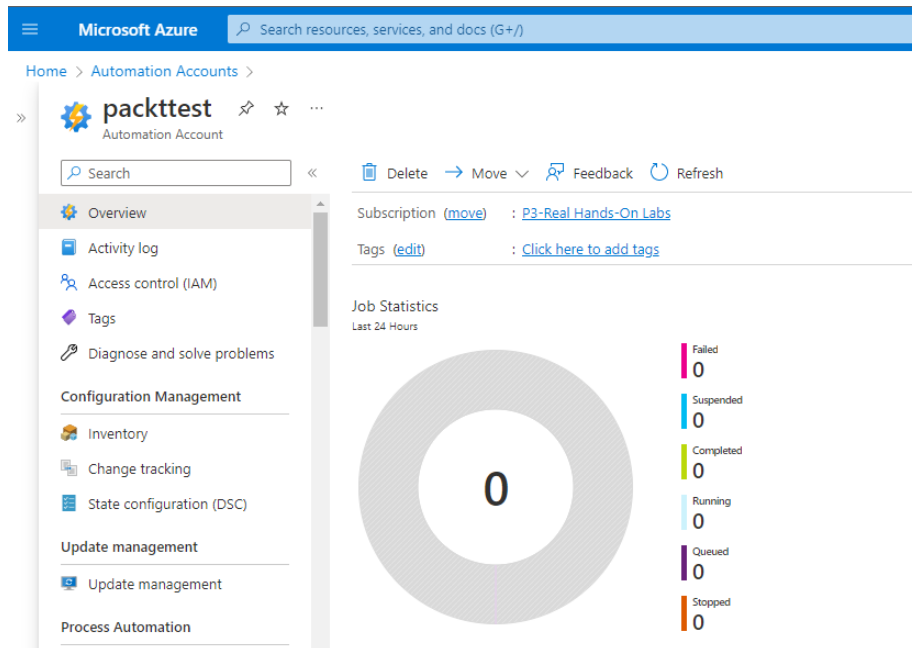 Microsoft Azure
Search resources, services, and docs (G+/)
Home > Automation Accounts >
packttest
Automation Account
Search
Overview
Activity log
Access control (IAM)
Tags
Diagnose and solve problems
Configuration Management
Inventory
Change tracking
State configuration (DSC)
Update management
Update management
Process Automation
Delete
Move
Feedback
Refresh
Subscription (move) : P3-Real Hands-On Labs
Tags (edit) : Click here to add tags
Job Statistics
Last 24 Hours
0
Failed
0
Suspended
0
Completed
0
Running
0
Queued
0
Stopped
0